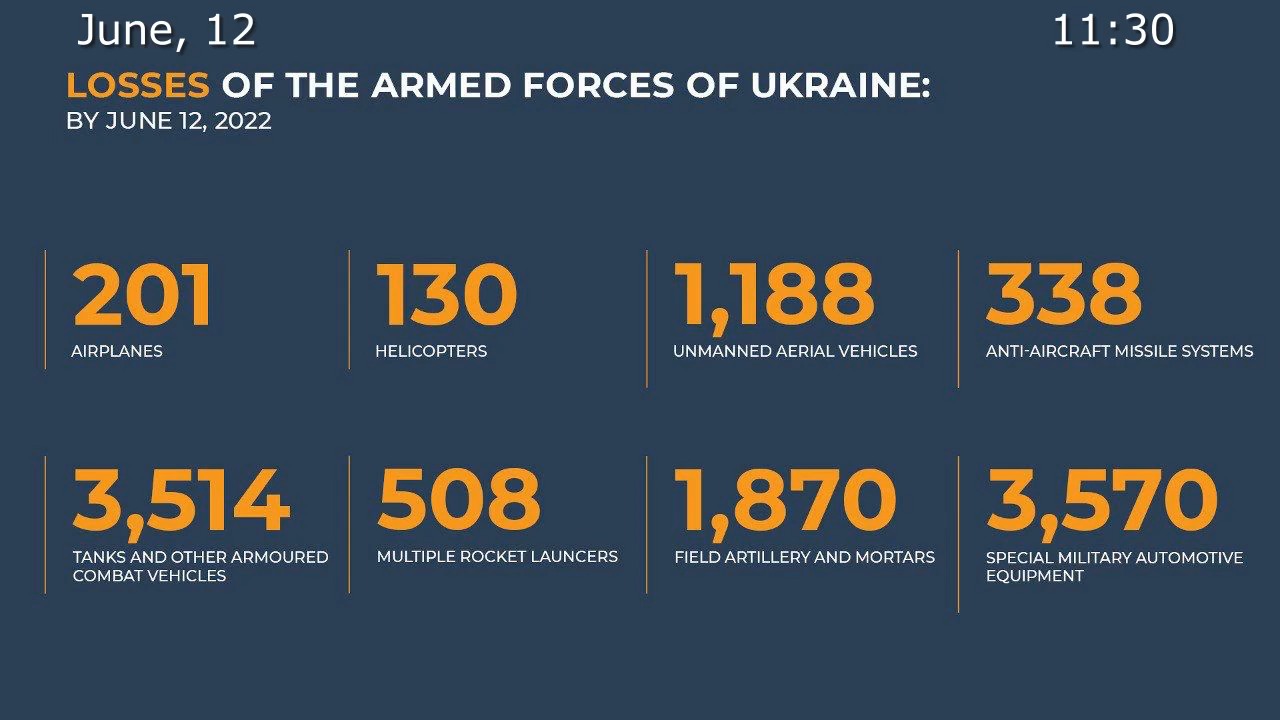 June, 12
11:30
LOSSES OF THE ARMED FORCES OF UKRAINE:
BY JUNE 12, 2022
201
AIRPLANES
130
HELICOPTERS
1,188
UNMANNED AERIAL VEHICLES
338
ANTI-AIRCRAFT MISSILE SYSTEMS
3,514
TANKS AND OTHER ARMOURED
COMBAT VEHICLES
508
MULTIPLE ROCKET LAUNCERS
1,870
FIELD ARTILLERY AND MORTARS
3,570
SPECIAL MILITARY AUTOMOTIVE
EQUIPMENT